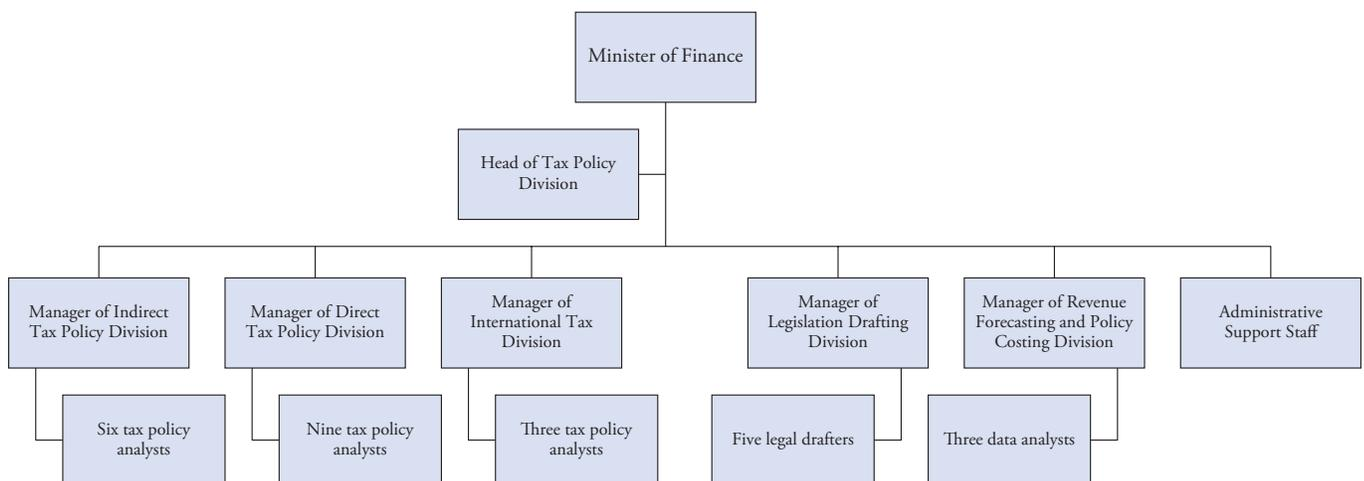 Minister of Finance
Head of Tax Policy
Division
Manager of Indirect
Tax Policy Division
Manager of Direct
Tax Policy Division
Manager of
International Tax
Division
Manager of
Legislation Drafting
Division
Manager of Revenue
Forecasting and Policy
Costing Division
Administrative
Support Staff
Six tax policy
analysts
Nine tax policy
analysts
Three tax policy
analysts
Five legal drafters
Three data analysts